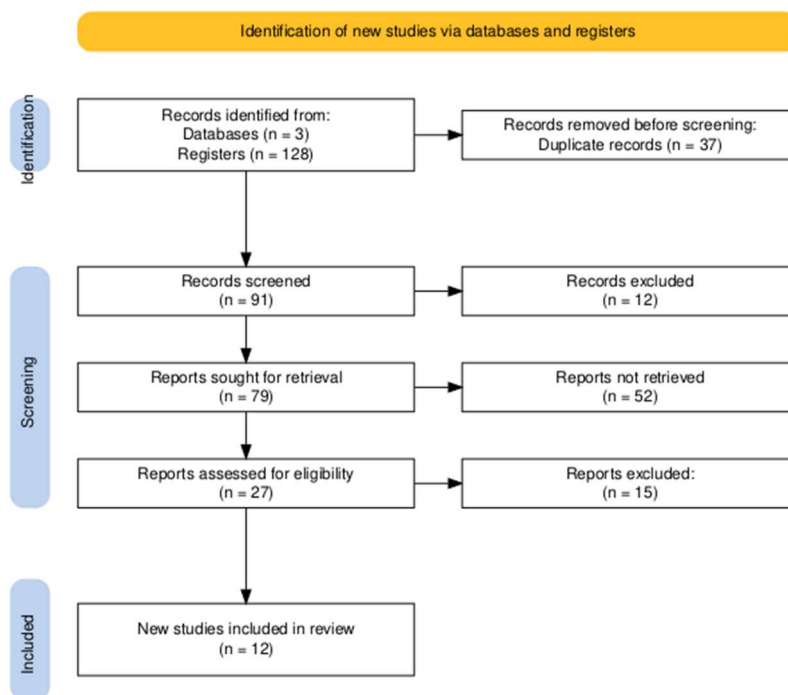 Identification of new studies via databases and registers
Identification
Records identified from:
Databases (n = 3)
Registers (n = 128)
Records removed before screening:
Duplicate records (n = 37)
Screening
Records screened
(n = 91)
Records excluded
(n = 12)
Reports sought for retrieval
(n = 79)
Reports not retrieved
(n = 52)
Reports assessed for eligibility
(n = 27)
Reports excluded:
(n = 15)
Included
New studies included in review
(n = 12)